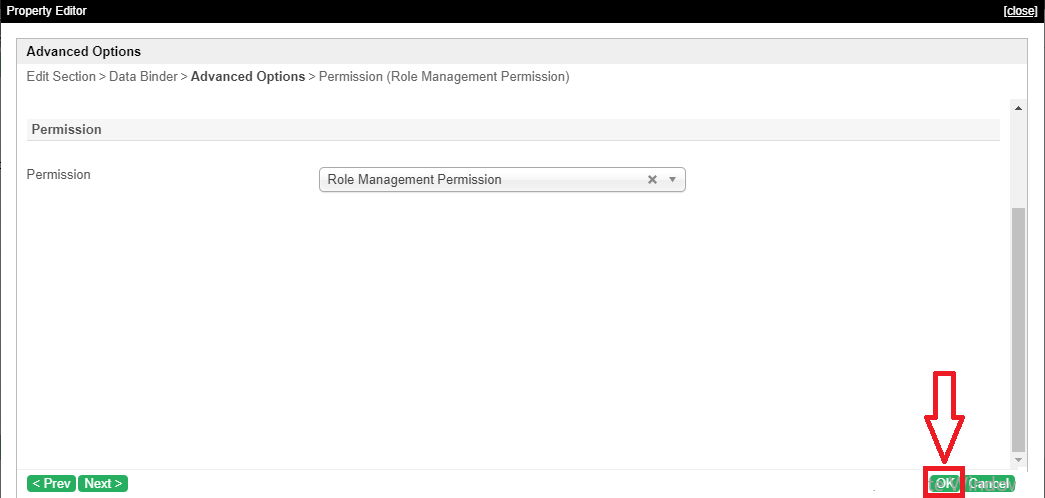 Property Editor [close]
Advanced Options
Edit Section > Data Binder > Advanced Options > Permission (Role Management Permission)
Permission
Permission Role Management Permission
< Prev Next > OK Cancel